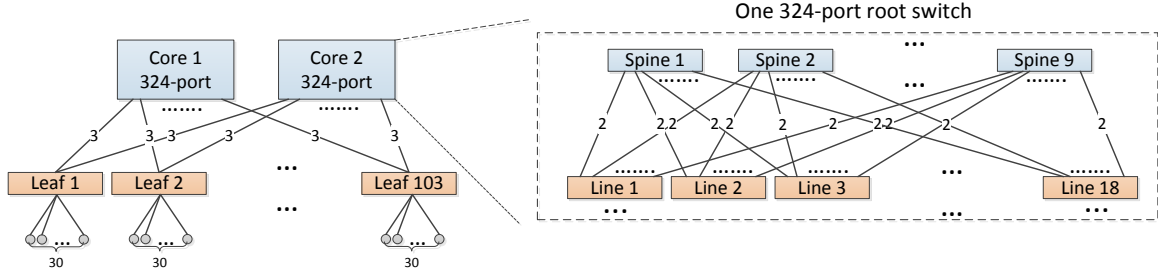 One 324-port root switch
Core 1
324-port
Core 2
324-port
.......
.......
3
3
3
3
3
Leaf 1
Leaf 2
...
Leaf 103
...
...
...
...
30
30
30
...
Spine 1
Spine 2
Spine 9
.......
.......
...
.......
2
2,2
2
2
2
2
2,2
2
2
.......
.......
.......
...
.......
Line 1
Line 2
Line 3
Line 18
...
...
...